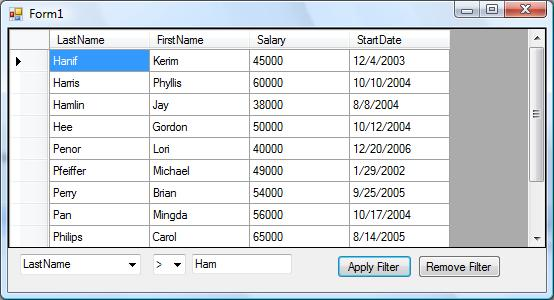 Form1
LastName FirstName Salary StartDate
Hanif Kerim 45000 12/4/2003
Harris Phyllis 60000 10/10/2004
Hamlin Jay 38000 8/8/2004
Hee Gordon 50000 10/12/2004
Penor Lori 40000 12/20/2006
Pfeiffer Michael 49000 1/29/2002
Perry Brian 54000 9/25/2005
Pan Mingda 56000 10/17/2004
Philips Carol 65000 8/14/2005
LastName > Ham Apply Filter Remove Filter